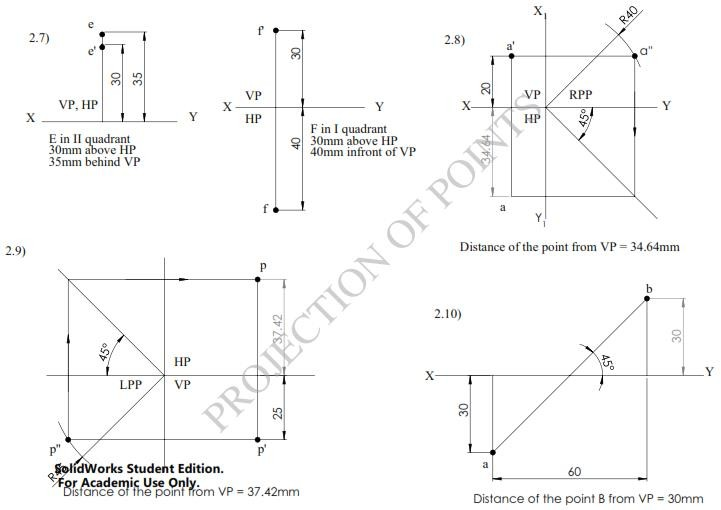 2.7)
e
e'
30
35
VP, HP
X
Y
E in II quadrant
30mm above HP
35mm behind VP
f'
30
VP
X
Y
HP
40
F in I quadrant
30mm above HP
40mm infront of VP
f
2.8)
X1
R40
a'
a"
20
VP
RPP
X
Y
HP
45°
34.64
a
Y1
Distance of the point from VP = 34.64mm
PROJECTION OF POINTS
2.9)
p
37.42
45°
HP
LPP
VP
25
p"
p'
SolidWorks Student Edition.
For Academic Use Only.
Distance of the point from VP = 37.42mm
2.10)
b
30
45°
X
Y
30
a
60
Distance of the point B from VP = 30mm